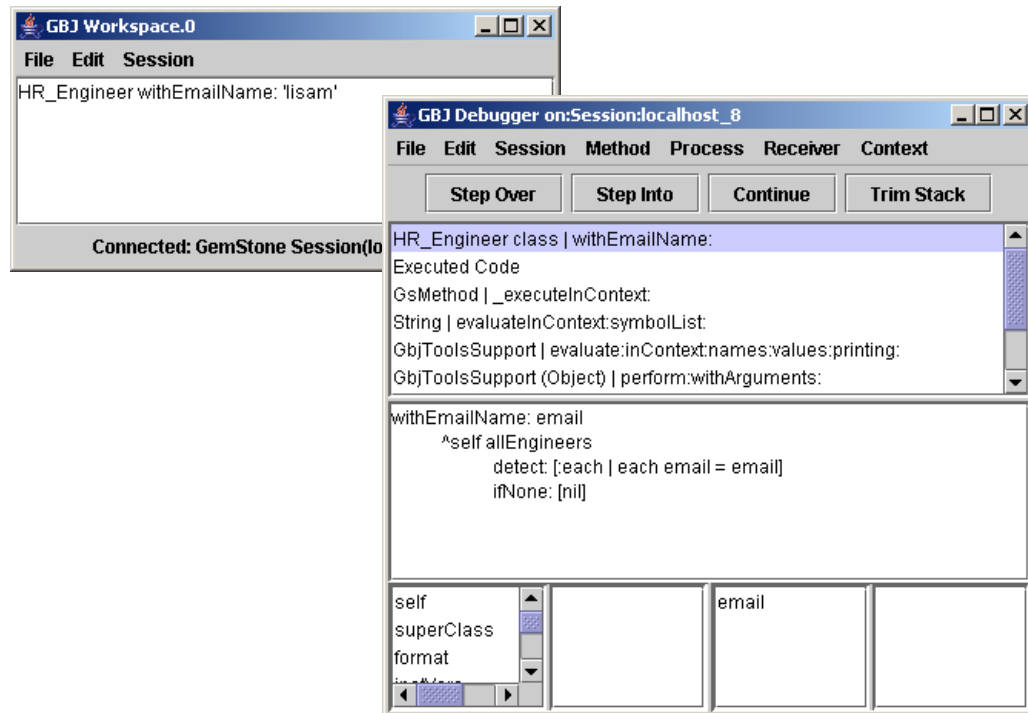 GBJ Workspace.0
File Edit Session
HR_Engineer withEmailName: 'lisam'
Connected: GemStone Session(lo
GBJ Debugger on:Session:localhost_8
File Edit Session Method Process Receiver Context
Step Over Step Into Continue Trim Stack
HR_Engineer class | withEmailName:
Executed Code
GsMethod | _executeInContext:
String | evaluateInContext:symbolList:
GbjToolsSupport | evaluate:inContext:names:values:printing:
GbjToolsSupport (Object) | perform:withArguments:
withEmailName: email
^self allEngineers
detect: [:each | each email = email]
ifNone: [nil]
self
superClass
format
email